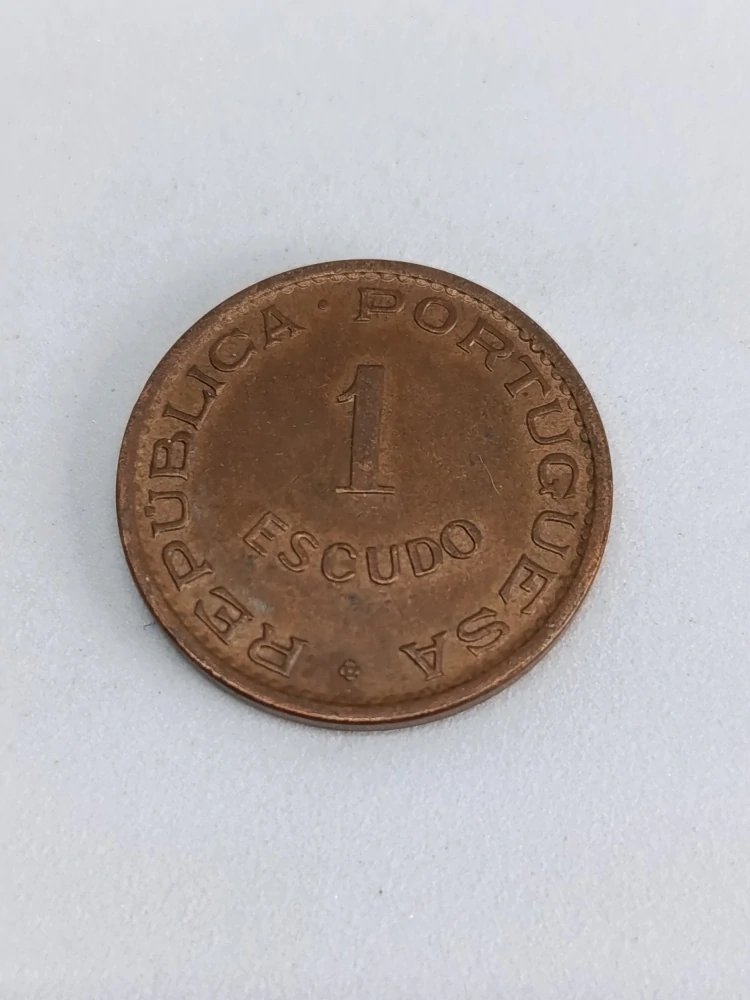 REPÚBLICA · PORTUGUESA
1
ESCUDO